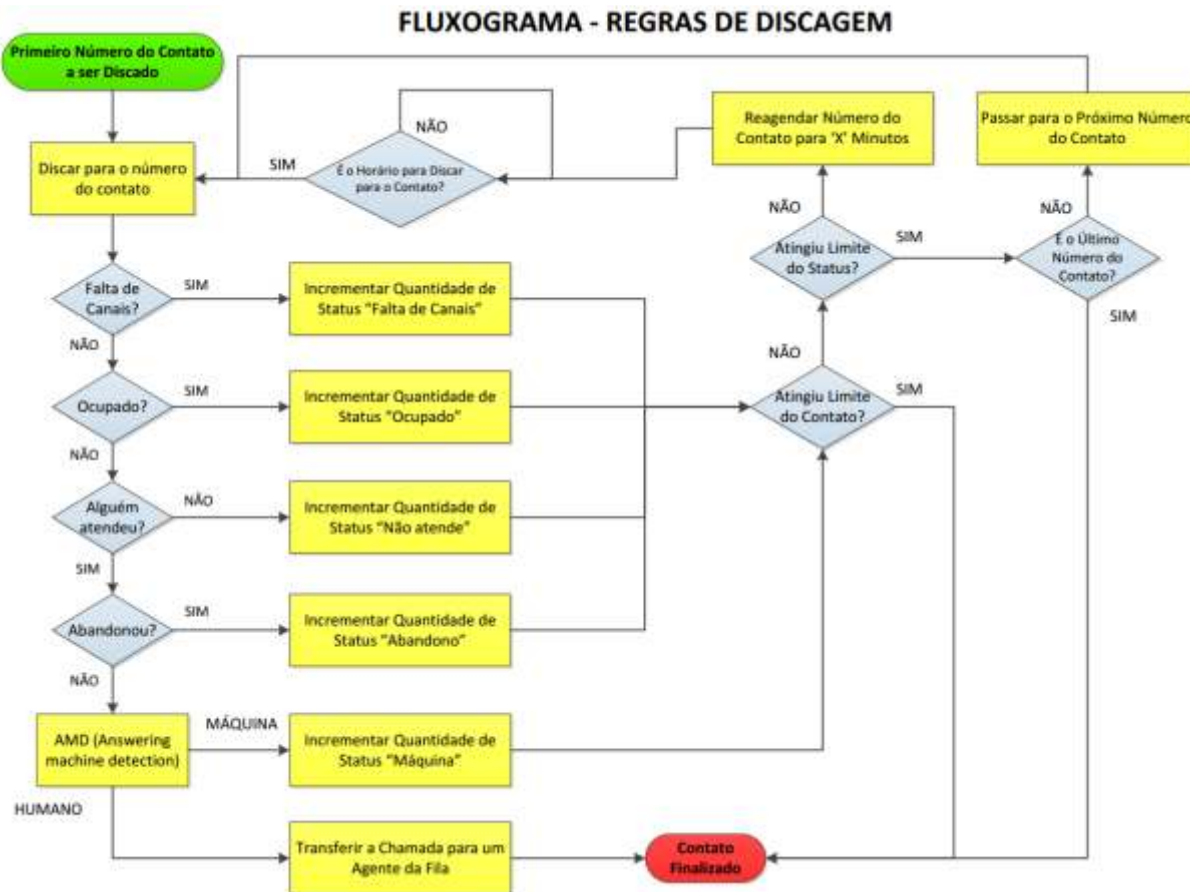 FLUXOGRAMA - REGRAS DE DISCAGEM
Primeiro Número do Contato
a ser Discado
NÃO
Reagendar Número do
Contato para 'X' Minutos
Passar para o Próximo Número
do Contato
Discar para o número
do contato
SIM
É o Horário para Discar
para o Contato?
NÃO
NÃO
Falta de
Canais?
SIM
Incrementar Quantidade de
Status "Falta de Canais"
Atingiu Limite
do Status?
SIM
É o Último
Número do
Contato?
SIM
NÃO
NÃO
Ocupado?
SIM
Incrementar Quantidade de
Status "Ocupado"
Atingiu Limite
do Contato?
SIM
NÃO
Alguém
atendeu?
NÃO
Incrementar Quantidade de
Status "Não atende"
SIM
Abandonou?
SIM
Incrementar Quantidade de
Status "Abandono"
NÃO
AMD (Answering
machine detection)
MÁQUINA
Incrementar Quantidade de
Status "Máquina"
HUMANO
Transferir a Chamada para um
Agente da Fila
Contato
Finalizado